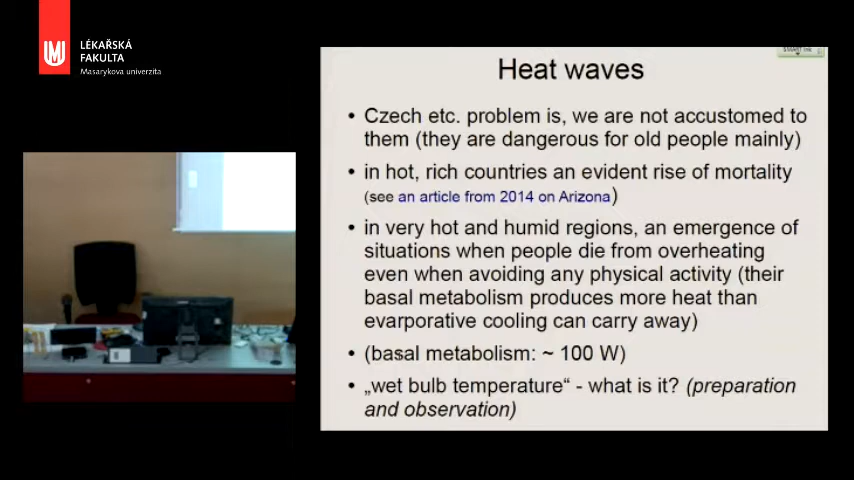 LÉKAŘSKÁ
FAKULTA
Masarykova univerzita
Heat waves
• Czech etc. problem is, we are not accustomed to
them (they are dangerous for old people mainly)
• in hot, rich countries an evident rise of mortality
(see an article from 2014 on Arizona)
• in very hot and humid regions, an emergence of
situations when people die from overheating
even when avoiding any physical activity (their
basal metabolism produces more heat than
evarporative cooling can carry away)
• (basal metabolism: ~ 100 W)
• „wet bulb temperature“ - what is it? (preparation
and observation)